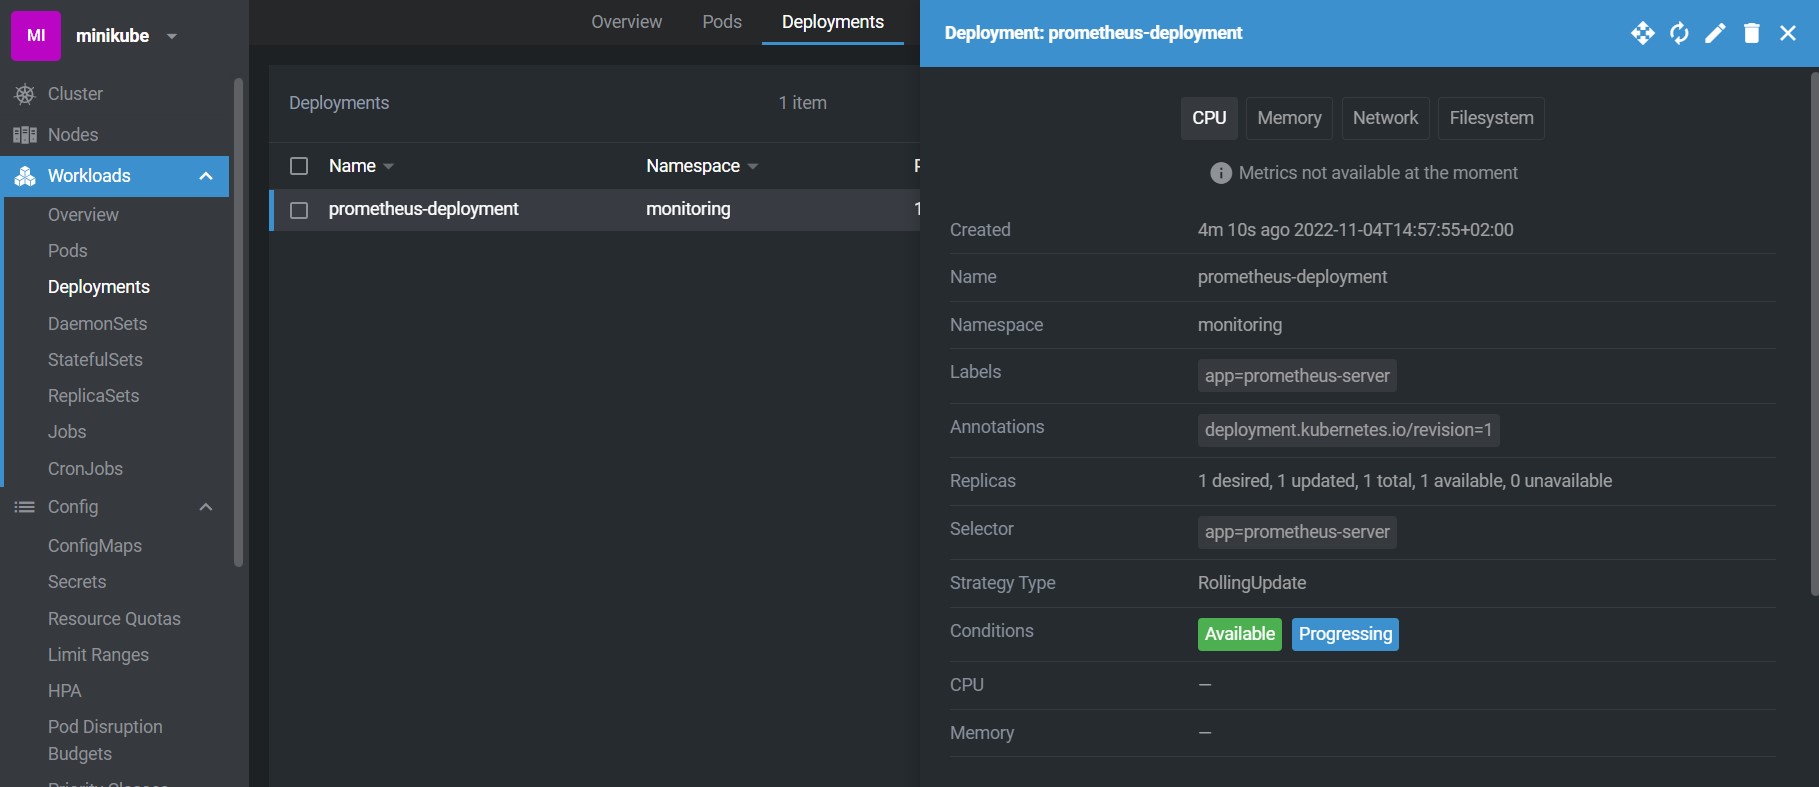 MI minikube
Cluster
Nodes
Workloads
Overview
Pods
Deployments
DaemonSets
StatefulSets
ReplicaSets
Jobs
CronJobs
Config
ConfigMaps
Secrets
Resource Quotas
Limit Ranges
HPA
Pod Disruption
Budgets
Overview Pods Deployments
Deployments 1 item
Name Namespace
prometheus-deployment monitoring 1
Deployment: prometheus-deployment
CPU Memory Network Filesystem
Metrics not available at the moment
Created 4m 10s ago 2022-11-04T14:57:55+02:00
Name prometheus-deployment
Namespace monitoring
Labels app=prometheus-server
Annotations deployment.kubernetes.io/revision=1
Replicas 1 desired, 1 updated, 1 total, 1 available, 0 unavailable
Selector app=prometheus-server
Strategy Type RollingUpdate
Conditions Available Progressing
CPU —
Memory —